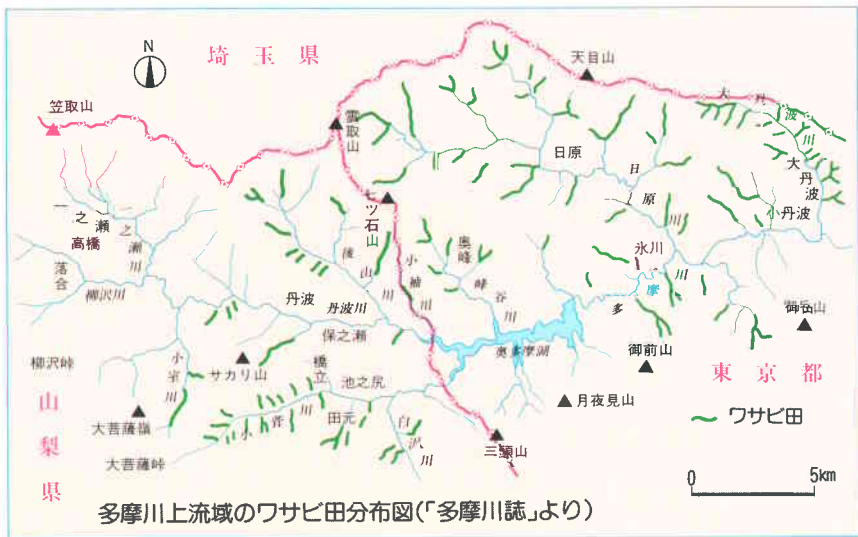 埼玉県
N
天目山
笠取山
雲取山
大丹波川
日原
大丹波
日原川
小丹波
七ツ石山
一之瀬
一之瀬川
高橋
奥峰
峰谷川
小袖川
後山川
氷川
落合
柳沢川
丹波
丹波川
多摩川
御岳山
保之瀬
奥多摩湖
御前山
柳沢峠
小室川
サカリ山
橋立
池之尻
東京都
山梨県
大菩薩嶺
小菅川
田元
白沢川
月夜見山
ワサビ田
大菩薩峠
三頭山
0 5km
多摩川上流域のワサビ田分布図(「多摩川誌」より)